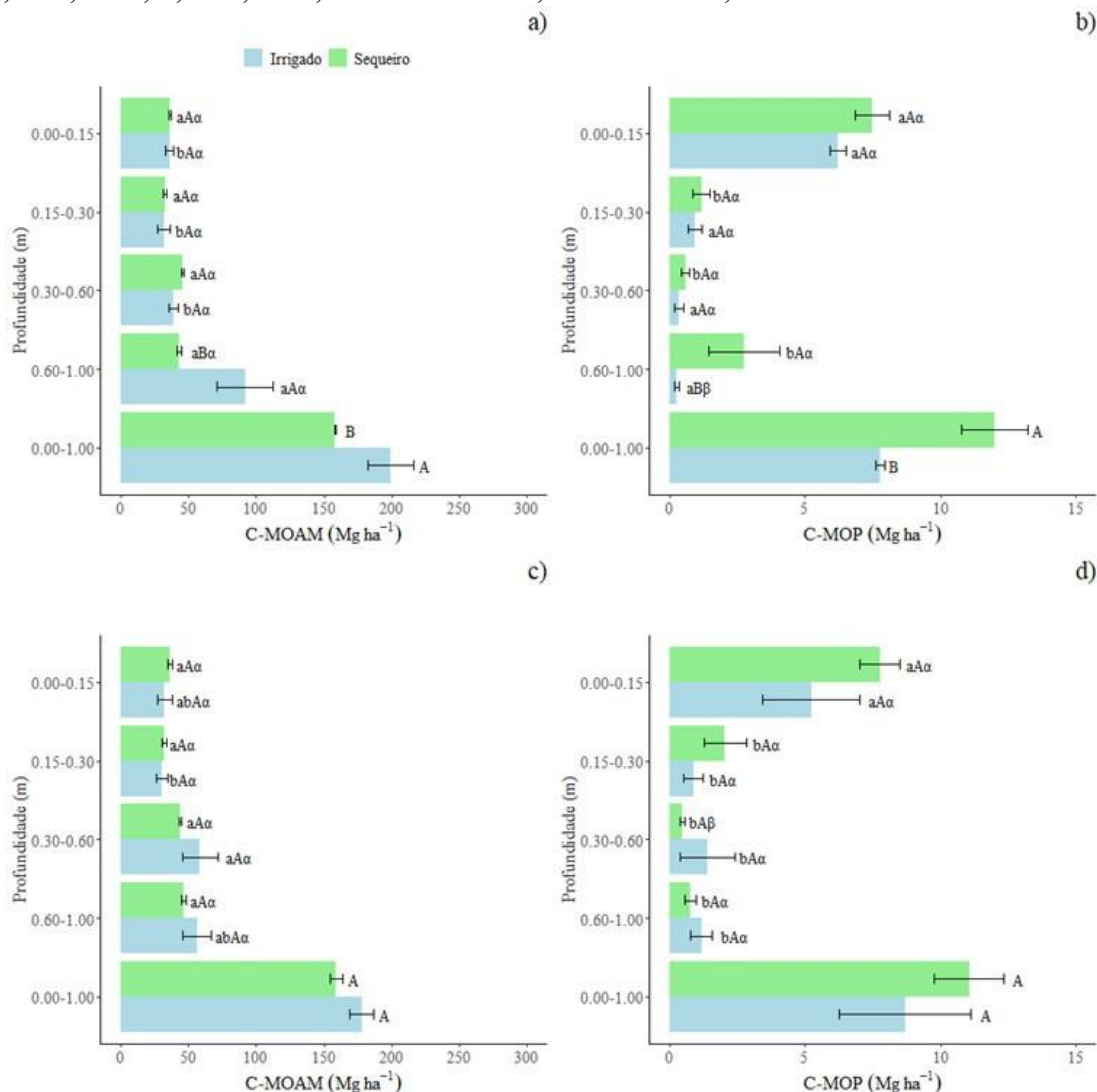 a)
b)
Irrigado Sequeiro
Profundidade (m)
0.00-0.15
aAα
bAα
0.15-0.30
aAα
bAα
0.30-0.60
aAα
bAα
0.60-1.00
aBα
aAα
0.00-1.00
B
A
0 50 100 150 200 250 300
C-MOAM (Mg ha⁻¹)
Profundidade (m)
0.00-0.15
aAα
aAα
0.15-0.30
bAα
aAα
0.30-0.60
bAα
aAα
0.60-1.00
bAα
aBβ
0.00-1.00
A
B
0 5 10 15
C-MOP (Mg ha⁻¹)
c)
d)
Profundidade (m)
0.00-0.15
aAα
abAα
0.15-0.30
aAα
bAα
0.30-0.60
aAα
aAα
0.60-1.00
aAα
abAα
0.00-1.00
A
A
0 50 100 150 200 250 300
C-MOAM (Mg ha⁻¹)
Profundidade (m)
0.00-0.15
aAα
aAα
0.15-0.30
bAα
bAα
0.30-0.60
bAβ
bAα
0.60-1.00
bAα
bAα
0.00-1.00
A
A
0 5 10 15
C-MOP (Mg ha⁻¹)